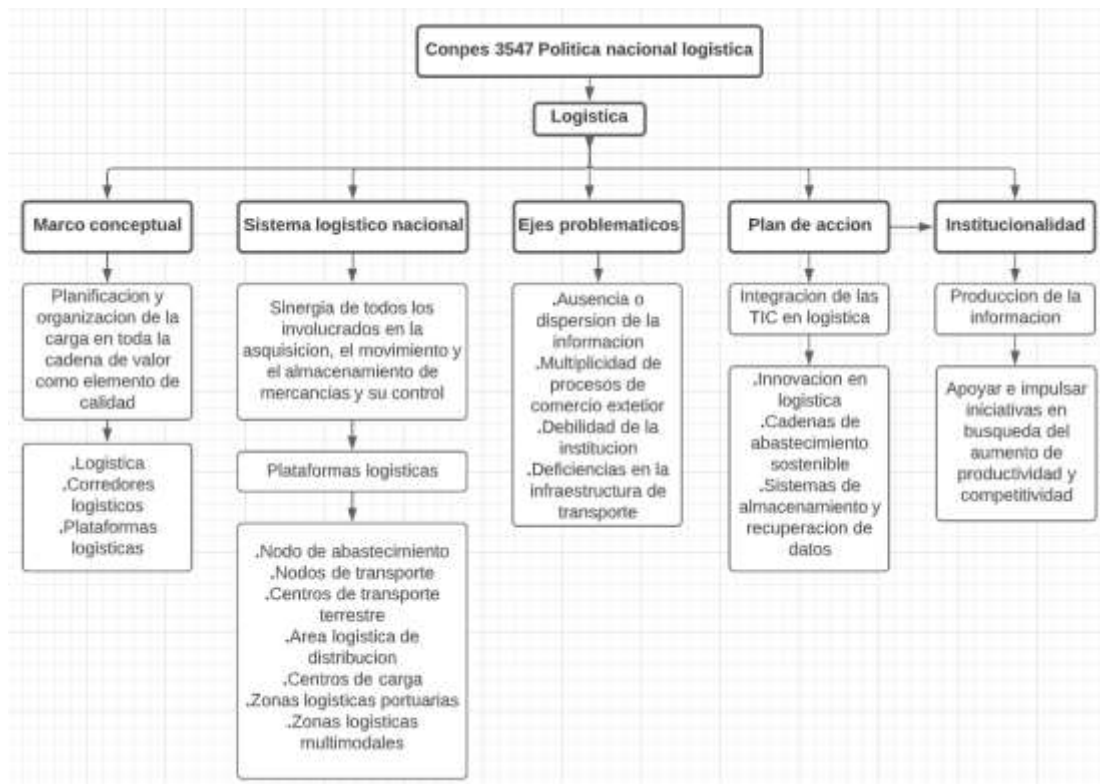 Conpes 3547 Politica nacional logistica
Logistica
Marco conceptual
Planificacion y
organizacion de la
carga en toda la
cadena de valor
como elemento de
calidad
.Logistica
.Corredores
logisticos
.Plataformas
logisticas
Sistema logistico nacional
Sinergia de todos los
involucrados en la
asquisicion, el movimiento y
el almacenamiento de
mercancias y su control
Plataformas logisticas
.Nodo de abastecimiento
.Nodos de transporte
.Centros de transporte
terrestre
.Area logistica de
distribucion
.Centros de carga
.Zonas logisticas portuarias
.Zonas logisticas
multimodales
Ejes problematicos
.Ausencia o
dispersion de la
informacion
.Multiplicidad de
procesos de
comercio extetior
.Debilidad de la
institucion
.Deficiencias en la
infraestructura de
transporte
Plan de accion
Integracion de las
TIC en logistica
.Innovacion en
logistica
.Cadenas de
abastecimiento
sostenible
.Sistemas de
almacenamiento y
recuperacion de
datos
Institucionalidad
Produccion de la
informacion
Apoyar e impulsar
iniciativas en
busqueda del
aumento de
productividad y
competitividad